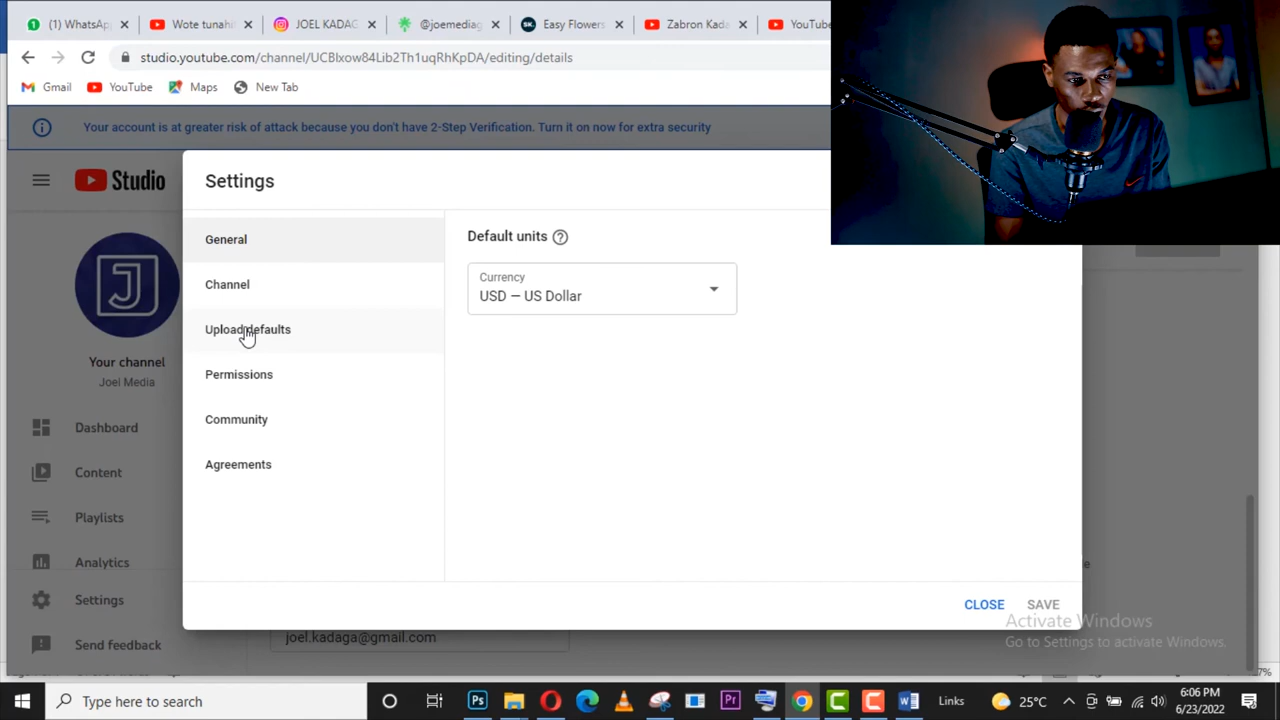 (1) WhatsAp
Wote tunahi
JOEL KADAG
@joemediag
Easy Flowers
Zabron Kada
YouTube
studio.youtube.com/channel/UCBlxow84Lib2Th1uqRhKpDA/editing/details
Gmail
YouTube
Maps
New Tab
Your account is at greater risk of attack because you don't have 2-Step Verification. Turn it on now for extra security
Studio
Settings
General
Default units
Currency
USD – US Dollar
Channel
Upload defaults
Permissions
Community
Agreements
Your channel
Joel Media
Dashboard
Content
Playlists
Analytics
Settings
Send feedback
joel.kadaga@gmail.com
CLOSE
SAVE
Activate Windows
Go to Settings to activate Windows.
Type here to search
Links
25°C
6:06 PM
6/23/2022